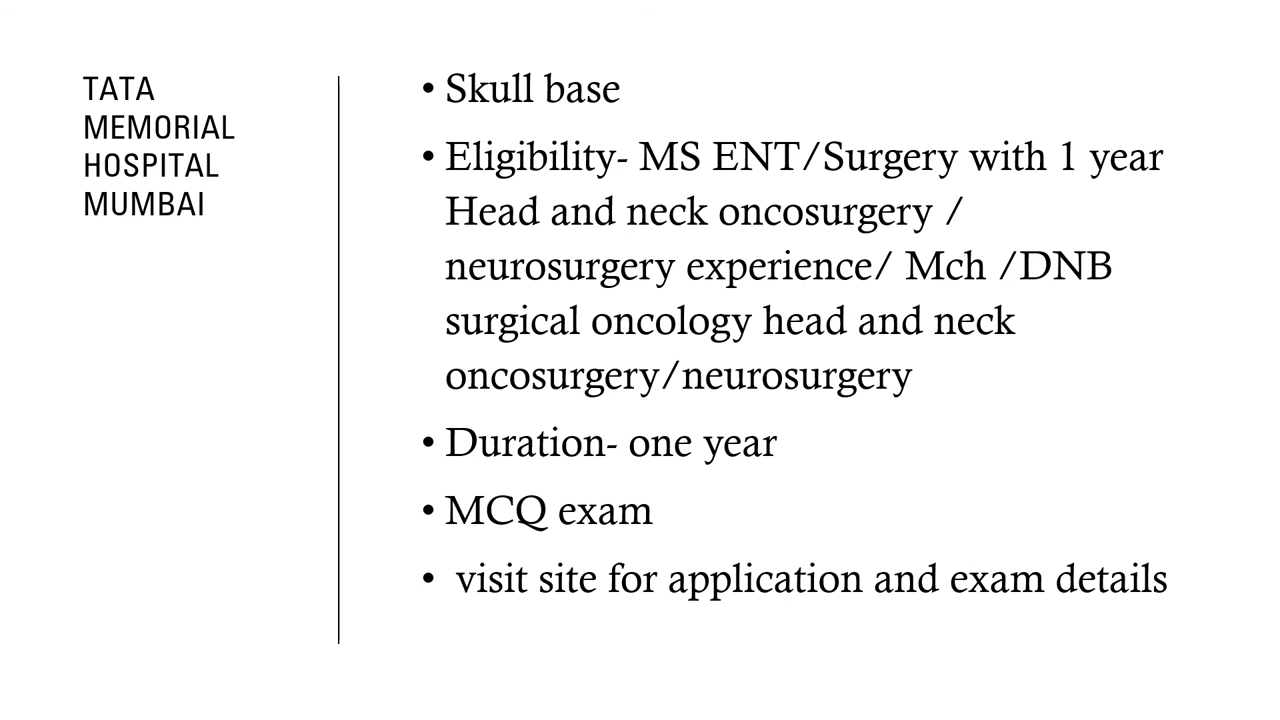 TATA
MEMORIAL
HOSPITAL
MUMBAI
• Skull base
• Eligibility- MS ENT/Surgery with 1 year
Head and neck oncosurgery /
neurosurgery experience/ Mch /DNB
surgical oncology head and neck
oncosurgery/neurosurgery
• Duration- one year
• MCQ exam
• visit site for application and exam details